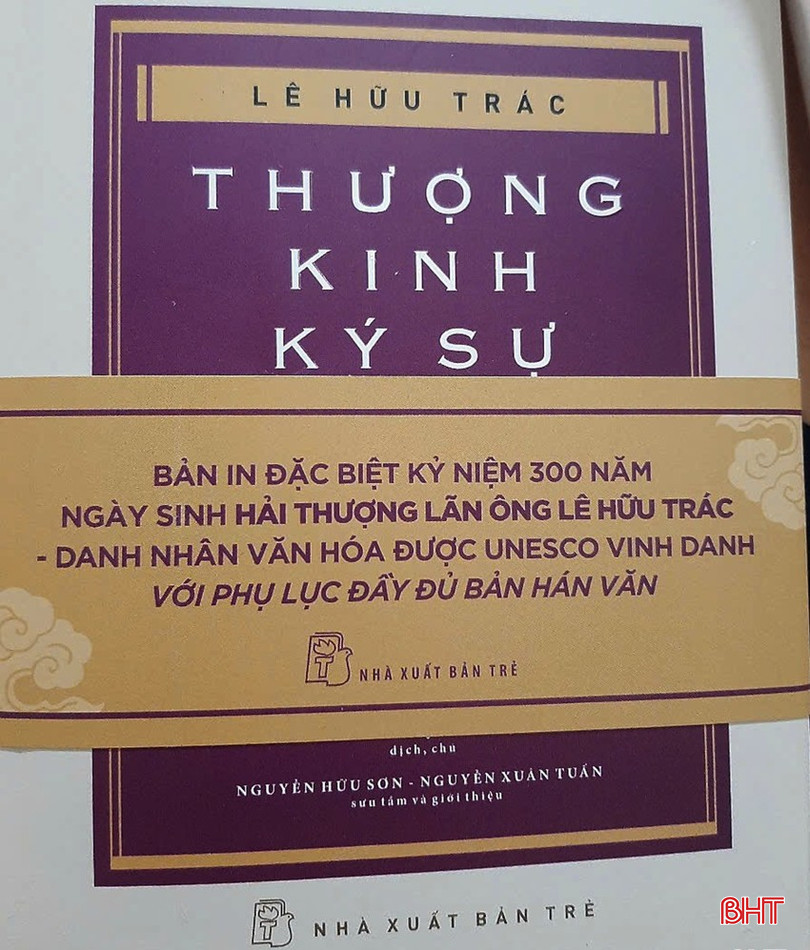 LÊ HỮU TRÁC
THƯỢNG
KINH
KÝ SỰ
BẢN IN ĐẶC BIỆT KỶ NIỆM 300 NĂM
NGÀY SINH HẢI THƯỢNG LÃN ÔNG LÊ HỮU TRÁC
- DANH NHÂN VĂN HÓA ĐƯỢC UNESCO VINH DANH
VỚI PHỤ LỤC ĐẦY ĐỦ BẢN HÁN VĂN
NHÀ XUẤT BẢN TRẺ
dịch, chú
NGUYỄN HỮU SƠN - NGUYỄN XUÂN TUẤN
sưu tầm và giới thiệu
NHÀ XUẤT BẢN TRẺ
BHT